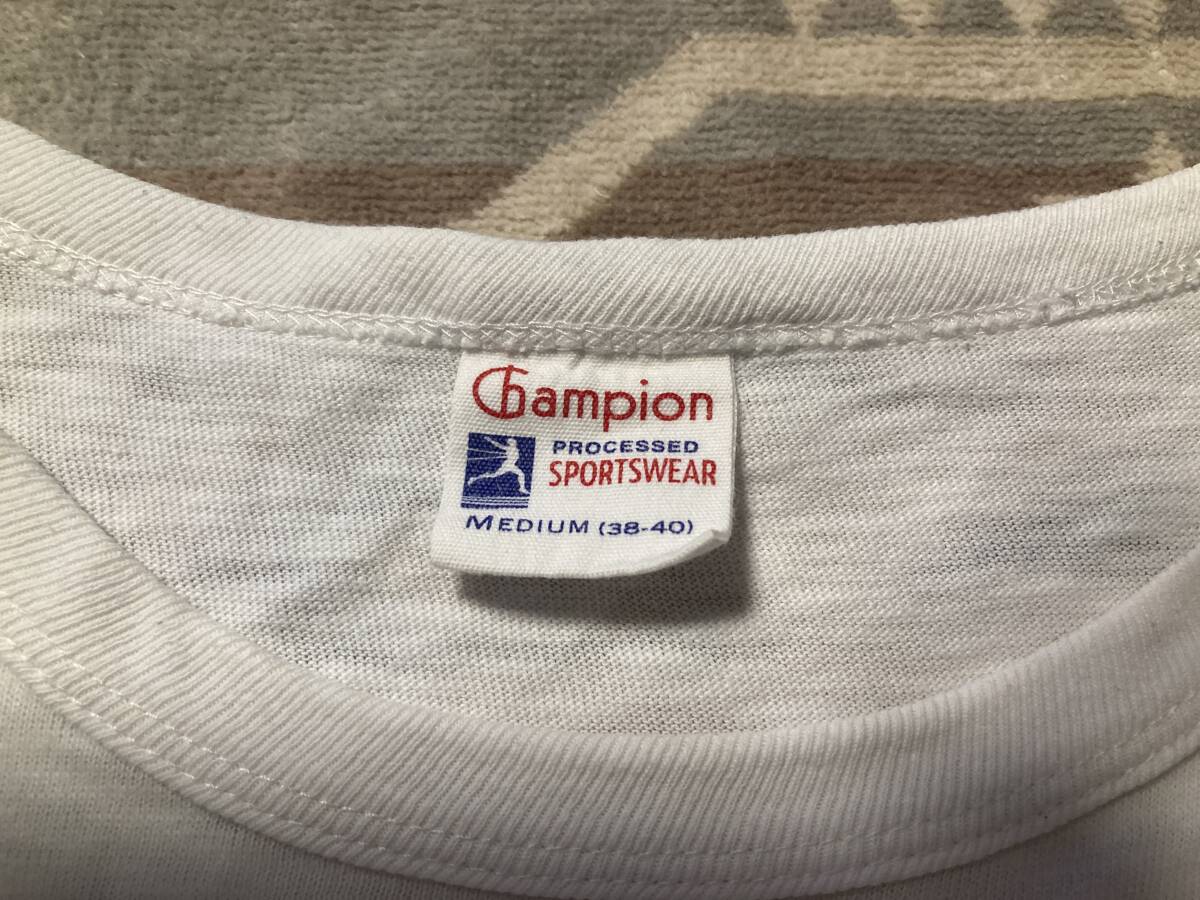 Champion
PROCESSED
SPORTSWEAR
MEDIUM (38-40)